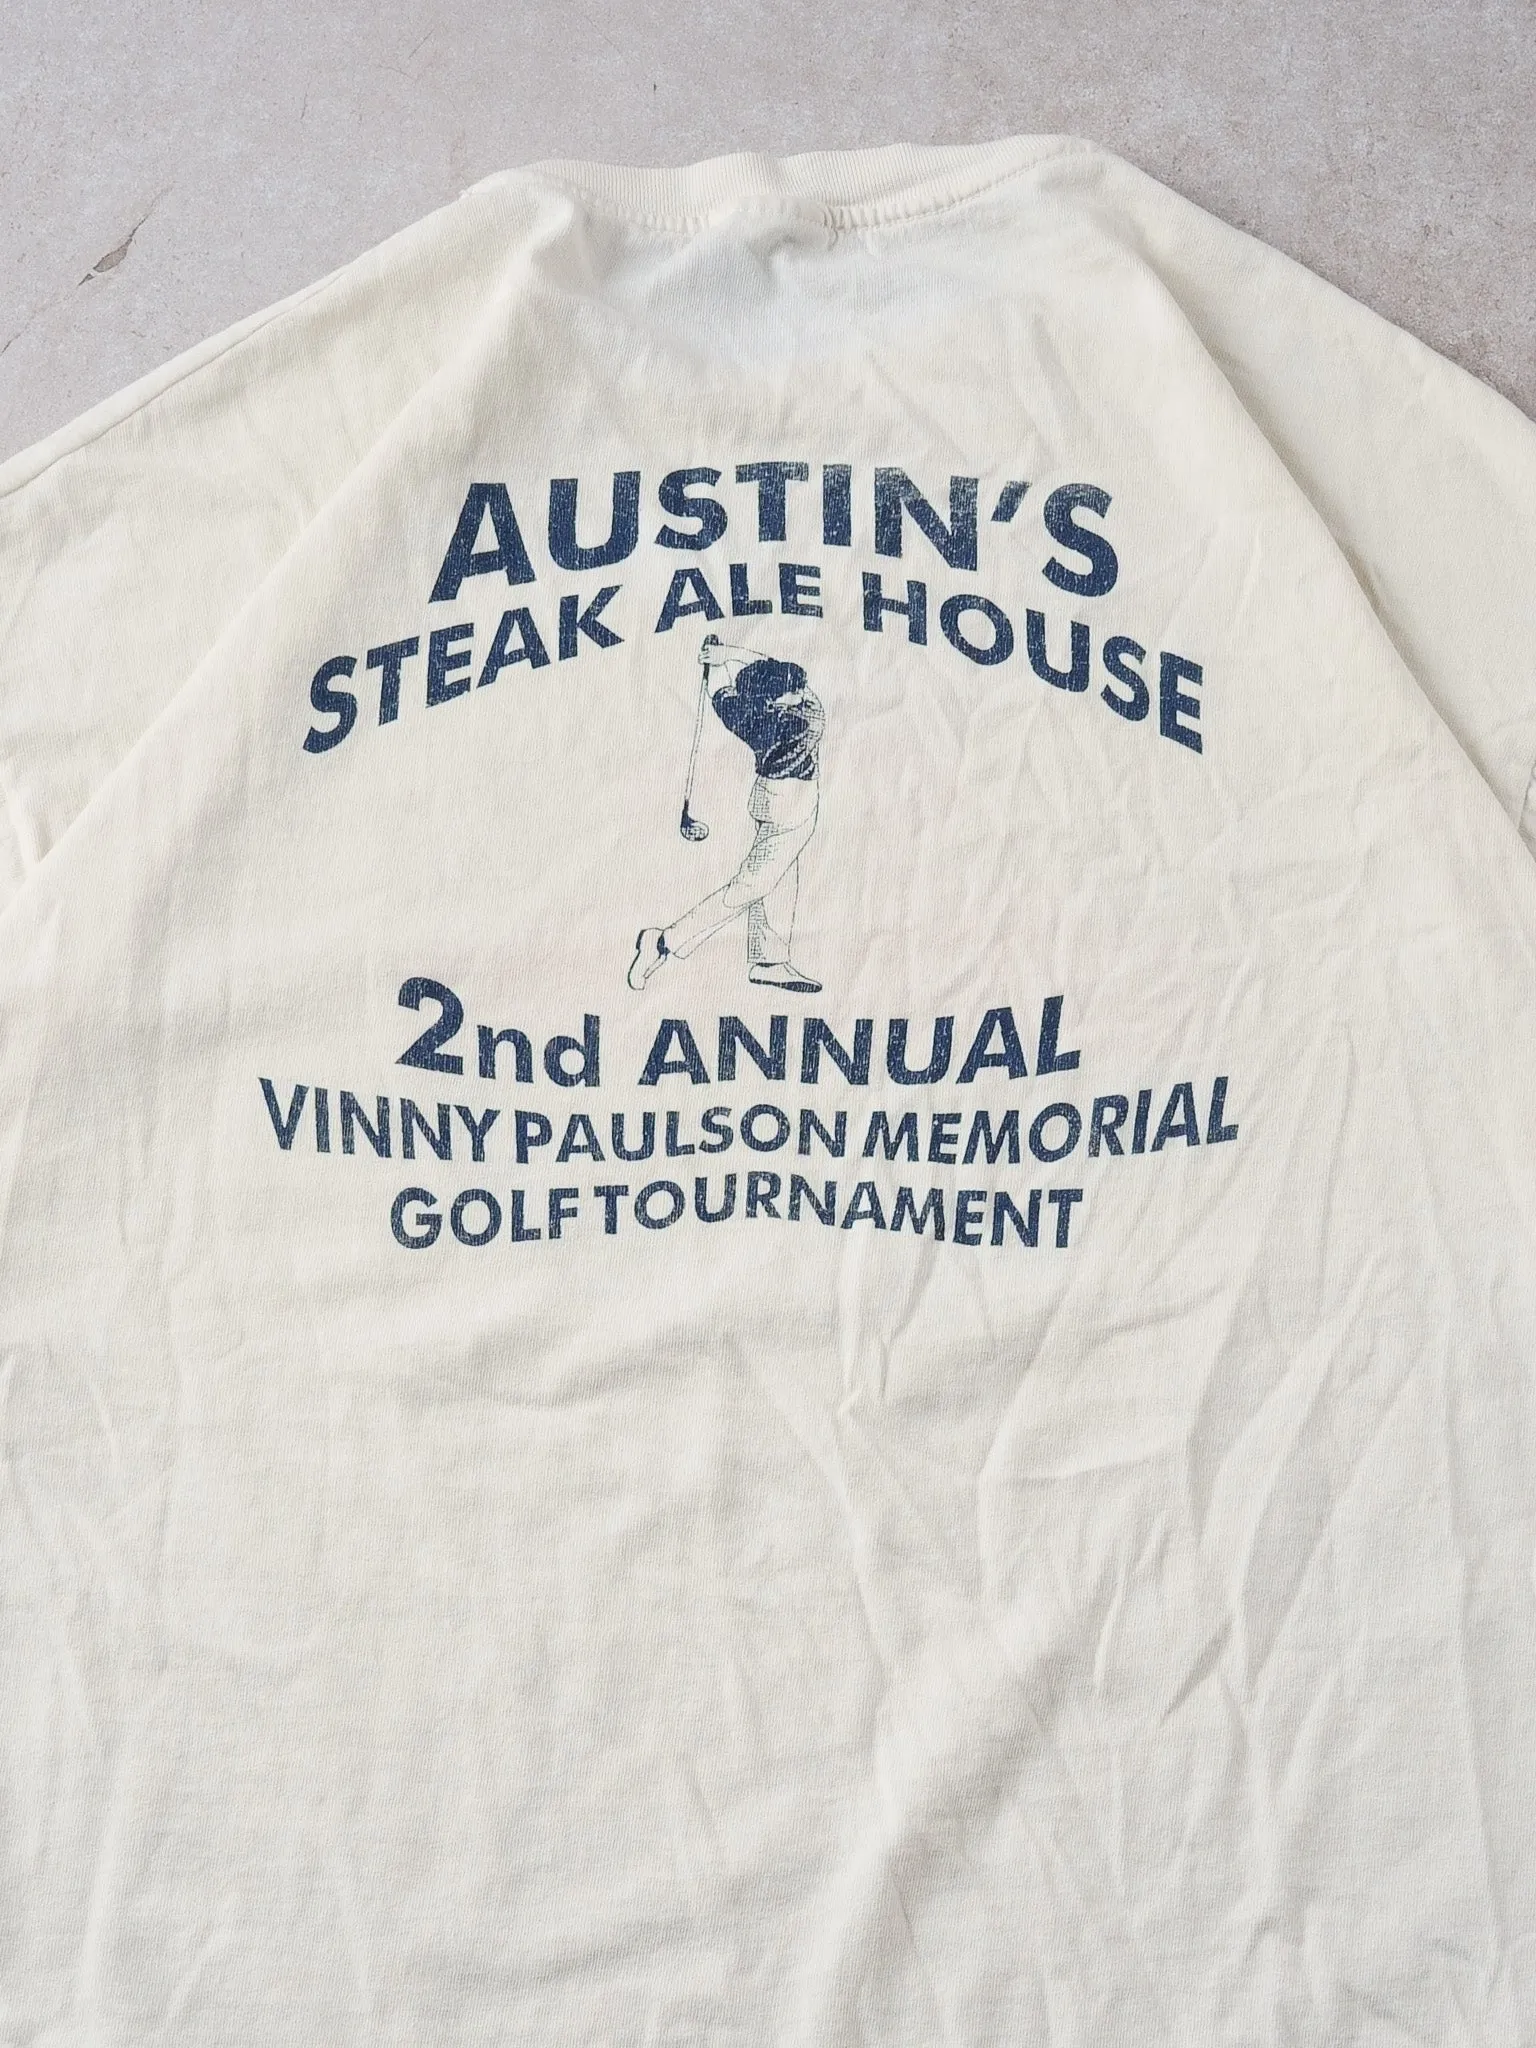 AUSTIN'S
STEAK ALE HOUSE
2nd ANNUAL
VINNY PAULSON MEMORIAL
GOLF TOURNAMENT